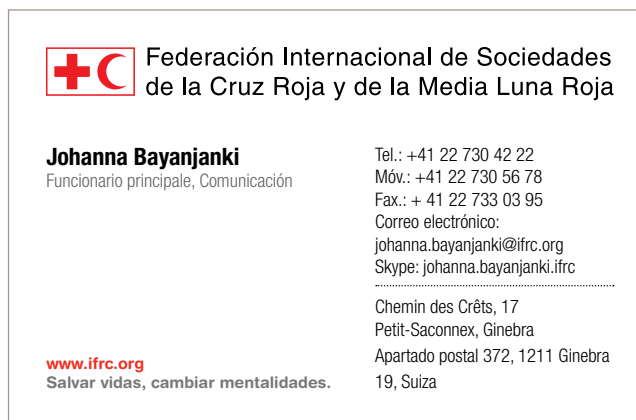 Federación Internacional de Sociedades
de la Cruz Roja y de la Media Luna Roja
Johanna Bayanjanki
Funcionario principale, Comunicación
Tel.: +41 22 730 42 22
Móv.: +41 22 730 56 78
Fax.: + 41 22 733 03 95
Correo electrónico:
johanna.bayanjanki@ifrc.org
Skype: johanna.bayanjanki.ifrc
Chemin des Crêts, 17
Petit-Saconnex, Ginebra
Apartado postal 372, 1211 Ginebra
19, Suiza
www.ifrc.org
Salvar vidas, cambiar mentalidades.